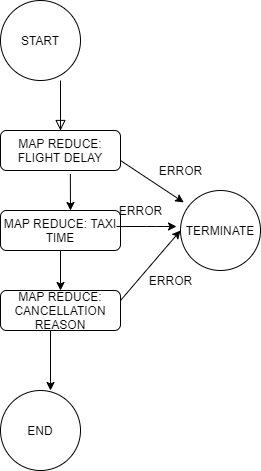 START
MAP REDUCE:
FLIGHT DELAY
ERROR
ERROR
MAP REDUCE: TAXI
TIME
TERMINATE
ERROR
MAP REDUCE:
CANCELLATION
REASON
END